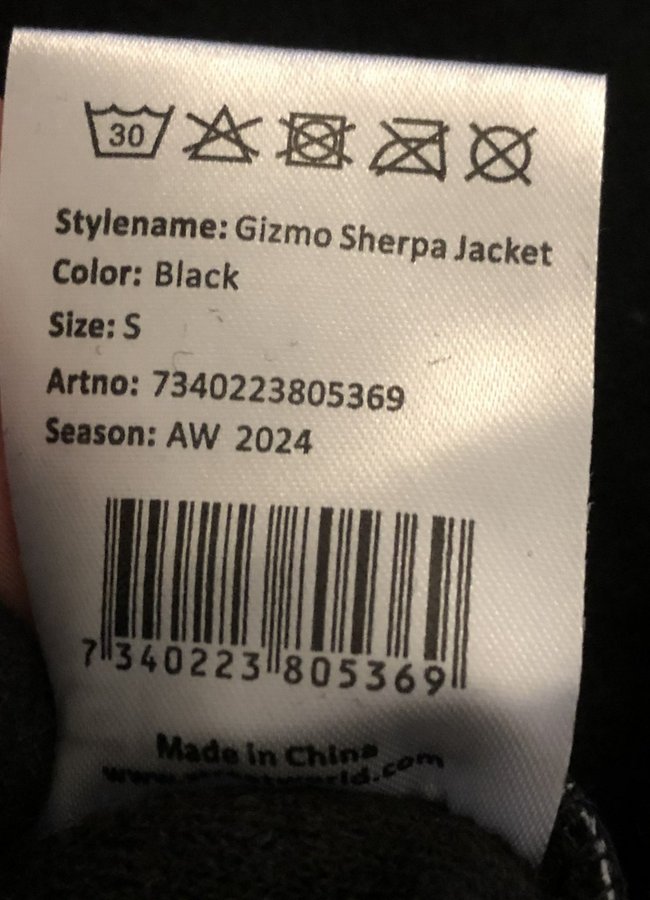 30
Stylename: Gizmo Sherpa Jacket
Color: Black
Size: S
Artno: 7340223805369
Season: AW 2024
7 340223 805369
Made in China